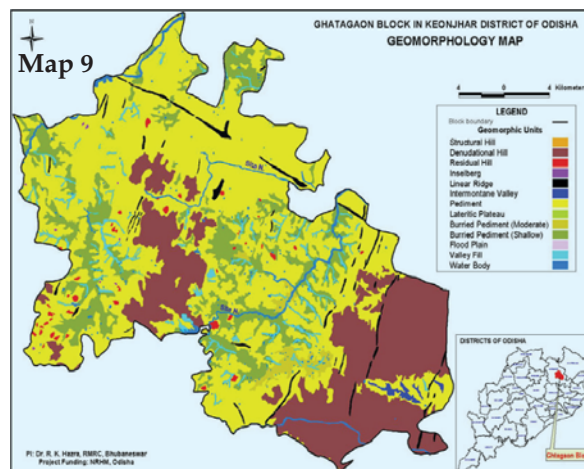 GHATAGAON BLOCK IN KEONJHAR DISTRICT OF ODISHA
GEOMORPHOLOGY MAP
Map 9
4 0 4 Kilometer
LEGEND
Block boundary
Geomorphic Units
Structural Hill
Denudational Hill
Residual Hill
Inselberg
Linear Ridge
Intermontane Valley
Pediment
Lateritic Plateau
Burried Pediment (Moderate)
Burried Pediment (Shallow)
Flood Plain
Valley Fill
Water Body
DISTRICTS OF ODISHA
PI: Dr. R. K. Hazra, RMRC, Bhubaneswar
Project Funding: NRHM, Odisha